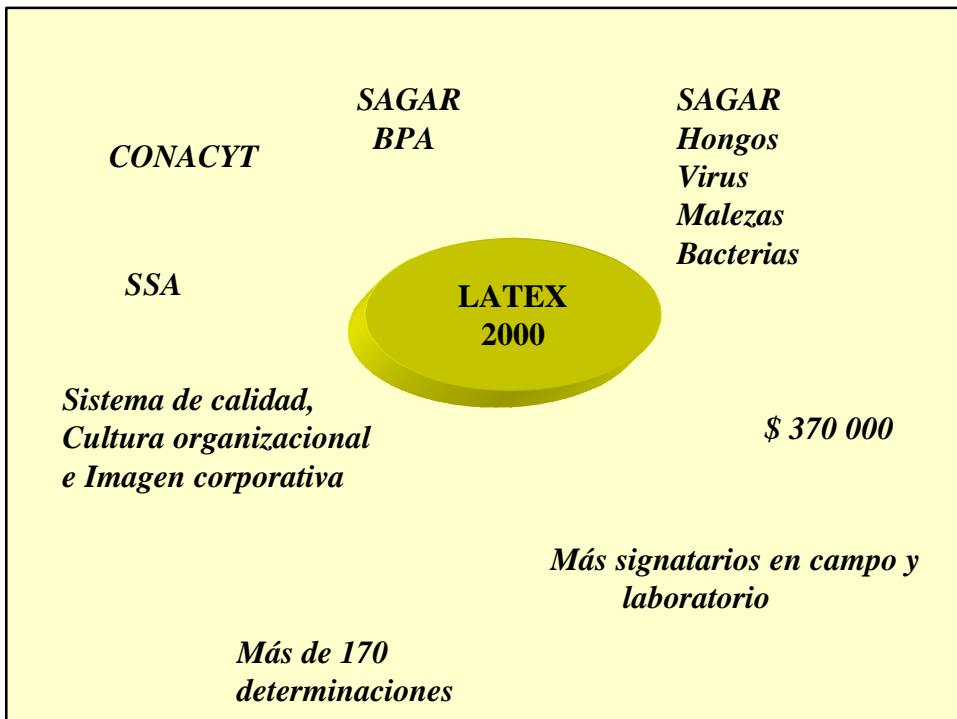 SAGAR
BPA
SAGAR
Hongos
Virus
Malezas
Bacterias
CONACYT
SSA
LATEX
2000
Sistema de calidad,
Cultura organizacional
e Imagen corporativa
$ 370 000
Más signatarios en campo y
laboratorio
Más de 170
determinaciones